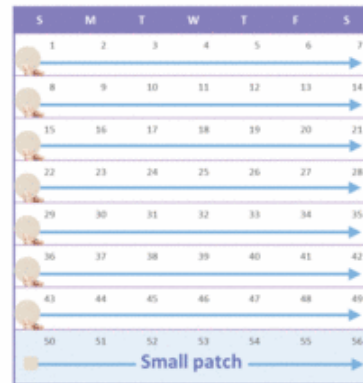 S M T W T F S
1 2 3 4 5 6 7
8 9 10 11 12 13 14
15 16 17 18 19 20 21
22 23 24 25 26 27 28
29 30 31 32 33 34 35
36 37 38 39 40 41 42
43 44 45 46 47 48 49
50 51 52 53 54 55 56
Small patch